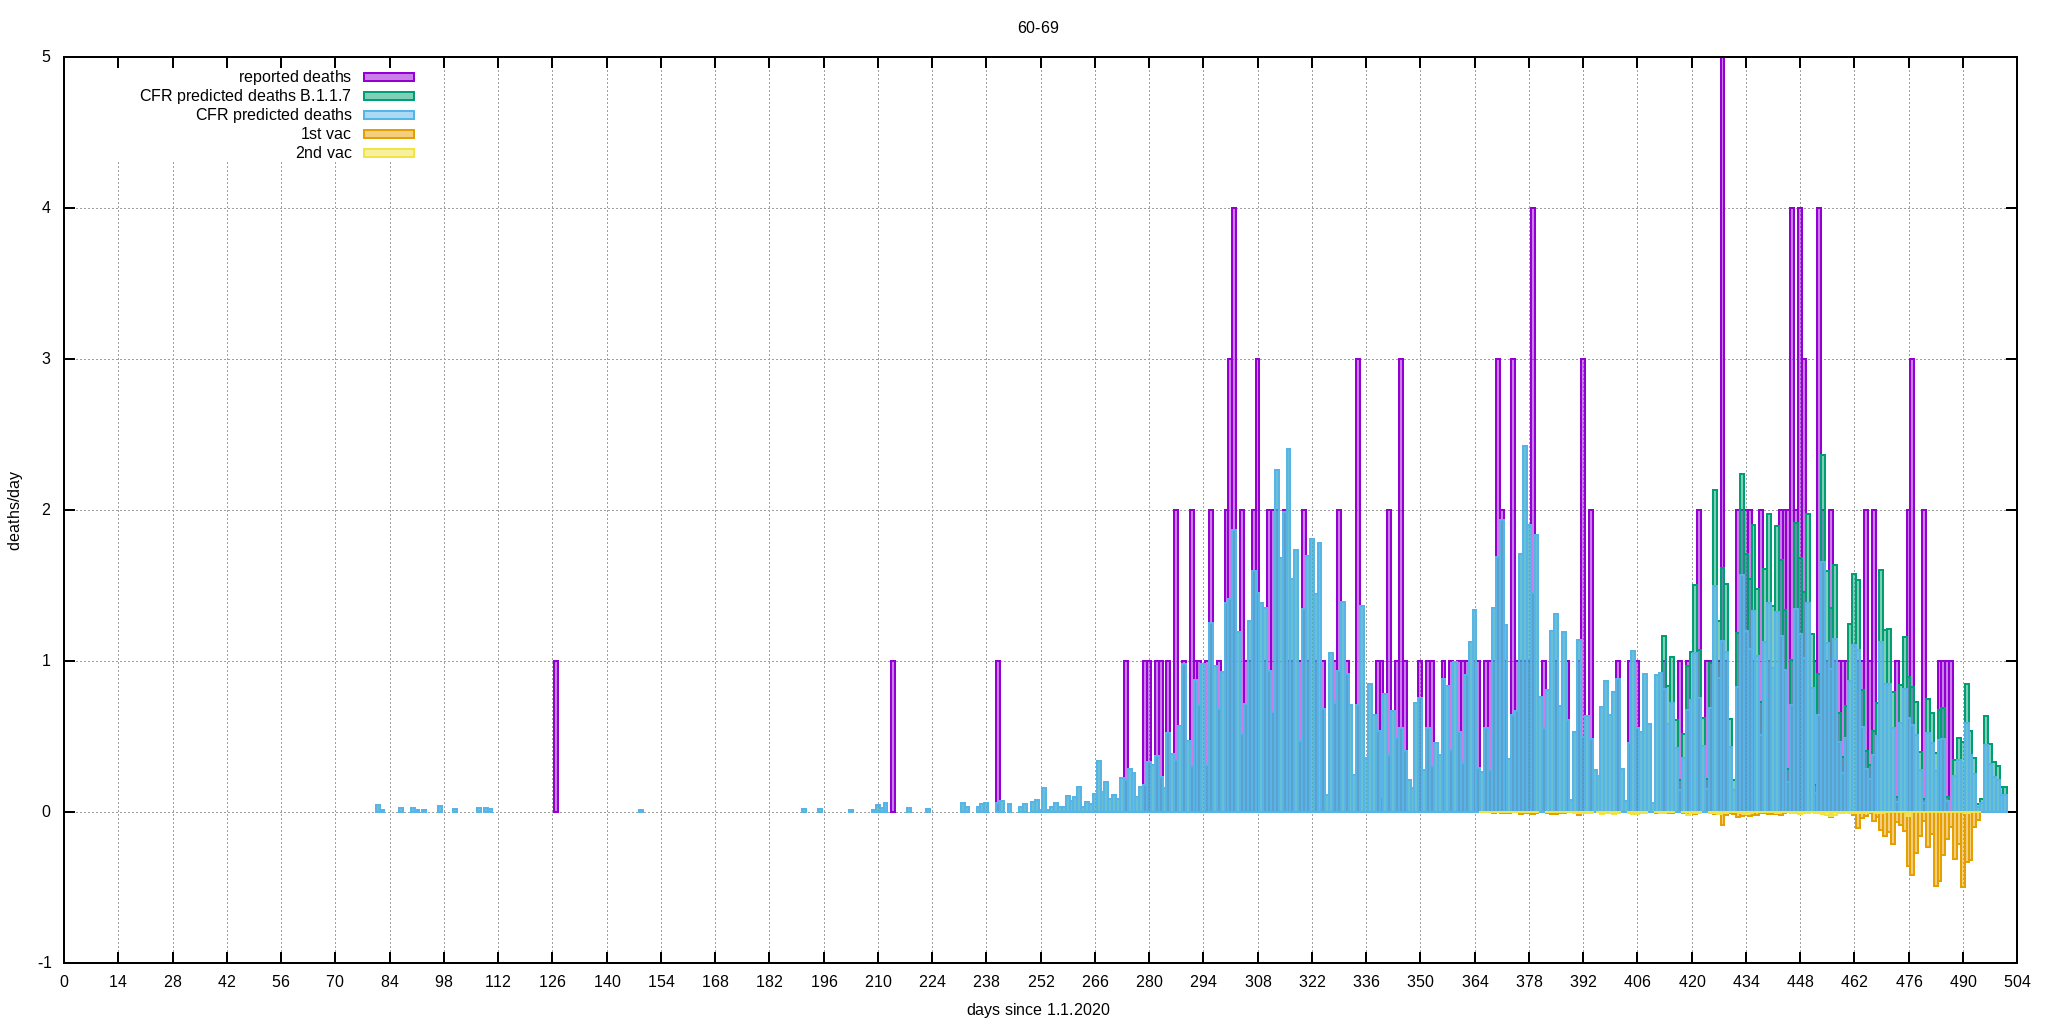 60-69
5
4
3
2
1
0
-1
deaths/day
reported deaths
CFR predicted deaths B.1.1.7
CFR predicted deaths
1st vac
2nd vac
0 14 28 42 56 70 84 98 112 126 140 154 168 182 196 210 224 238 252 266 280 294 308 322 336 350 364 378 392 406 420 434 448 462 476 490 504
days since 1.1.2020